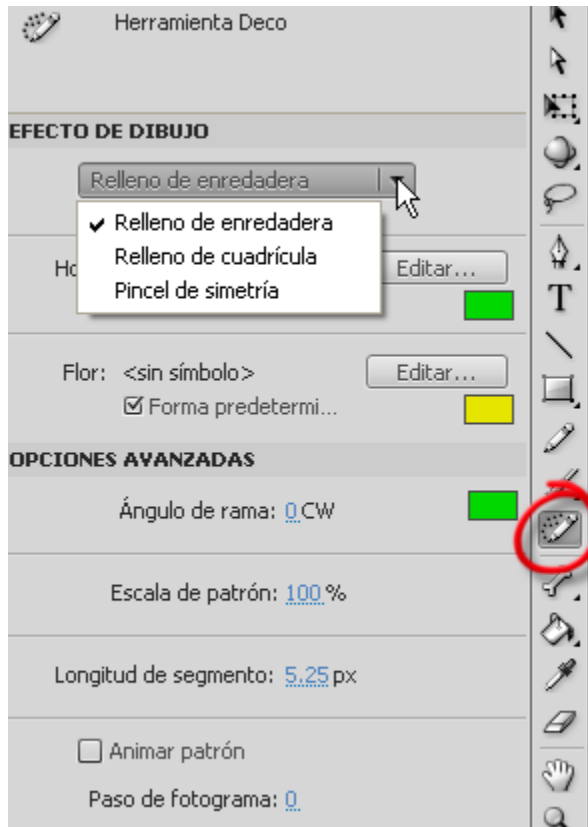 Herramienta Deco
EFECTO DE DIBUJO
Relleno de enredadera
Relleno de enredadera
Relleno de cuadrícula
Pincel de simetría
Editar...
Flor: <sin símbolo>
Editar...
Forma predetermi...
OPCIONES AVANZADAS
Ángulo de rama: 0 CW
Escala de patrón: 100 %
Longitud de segmento: 5.25 px
Animar patrón
Paso de fotograma: 0
T